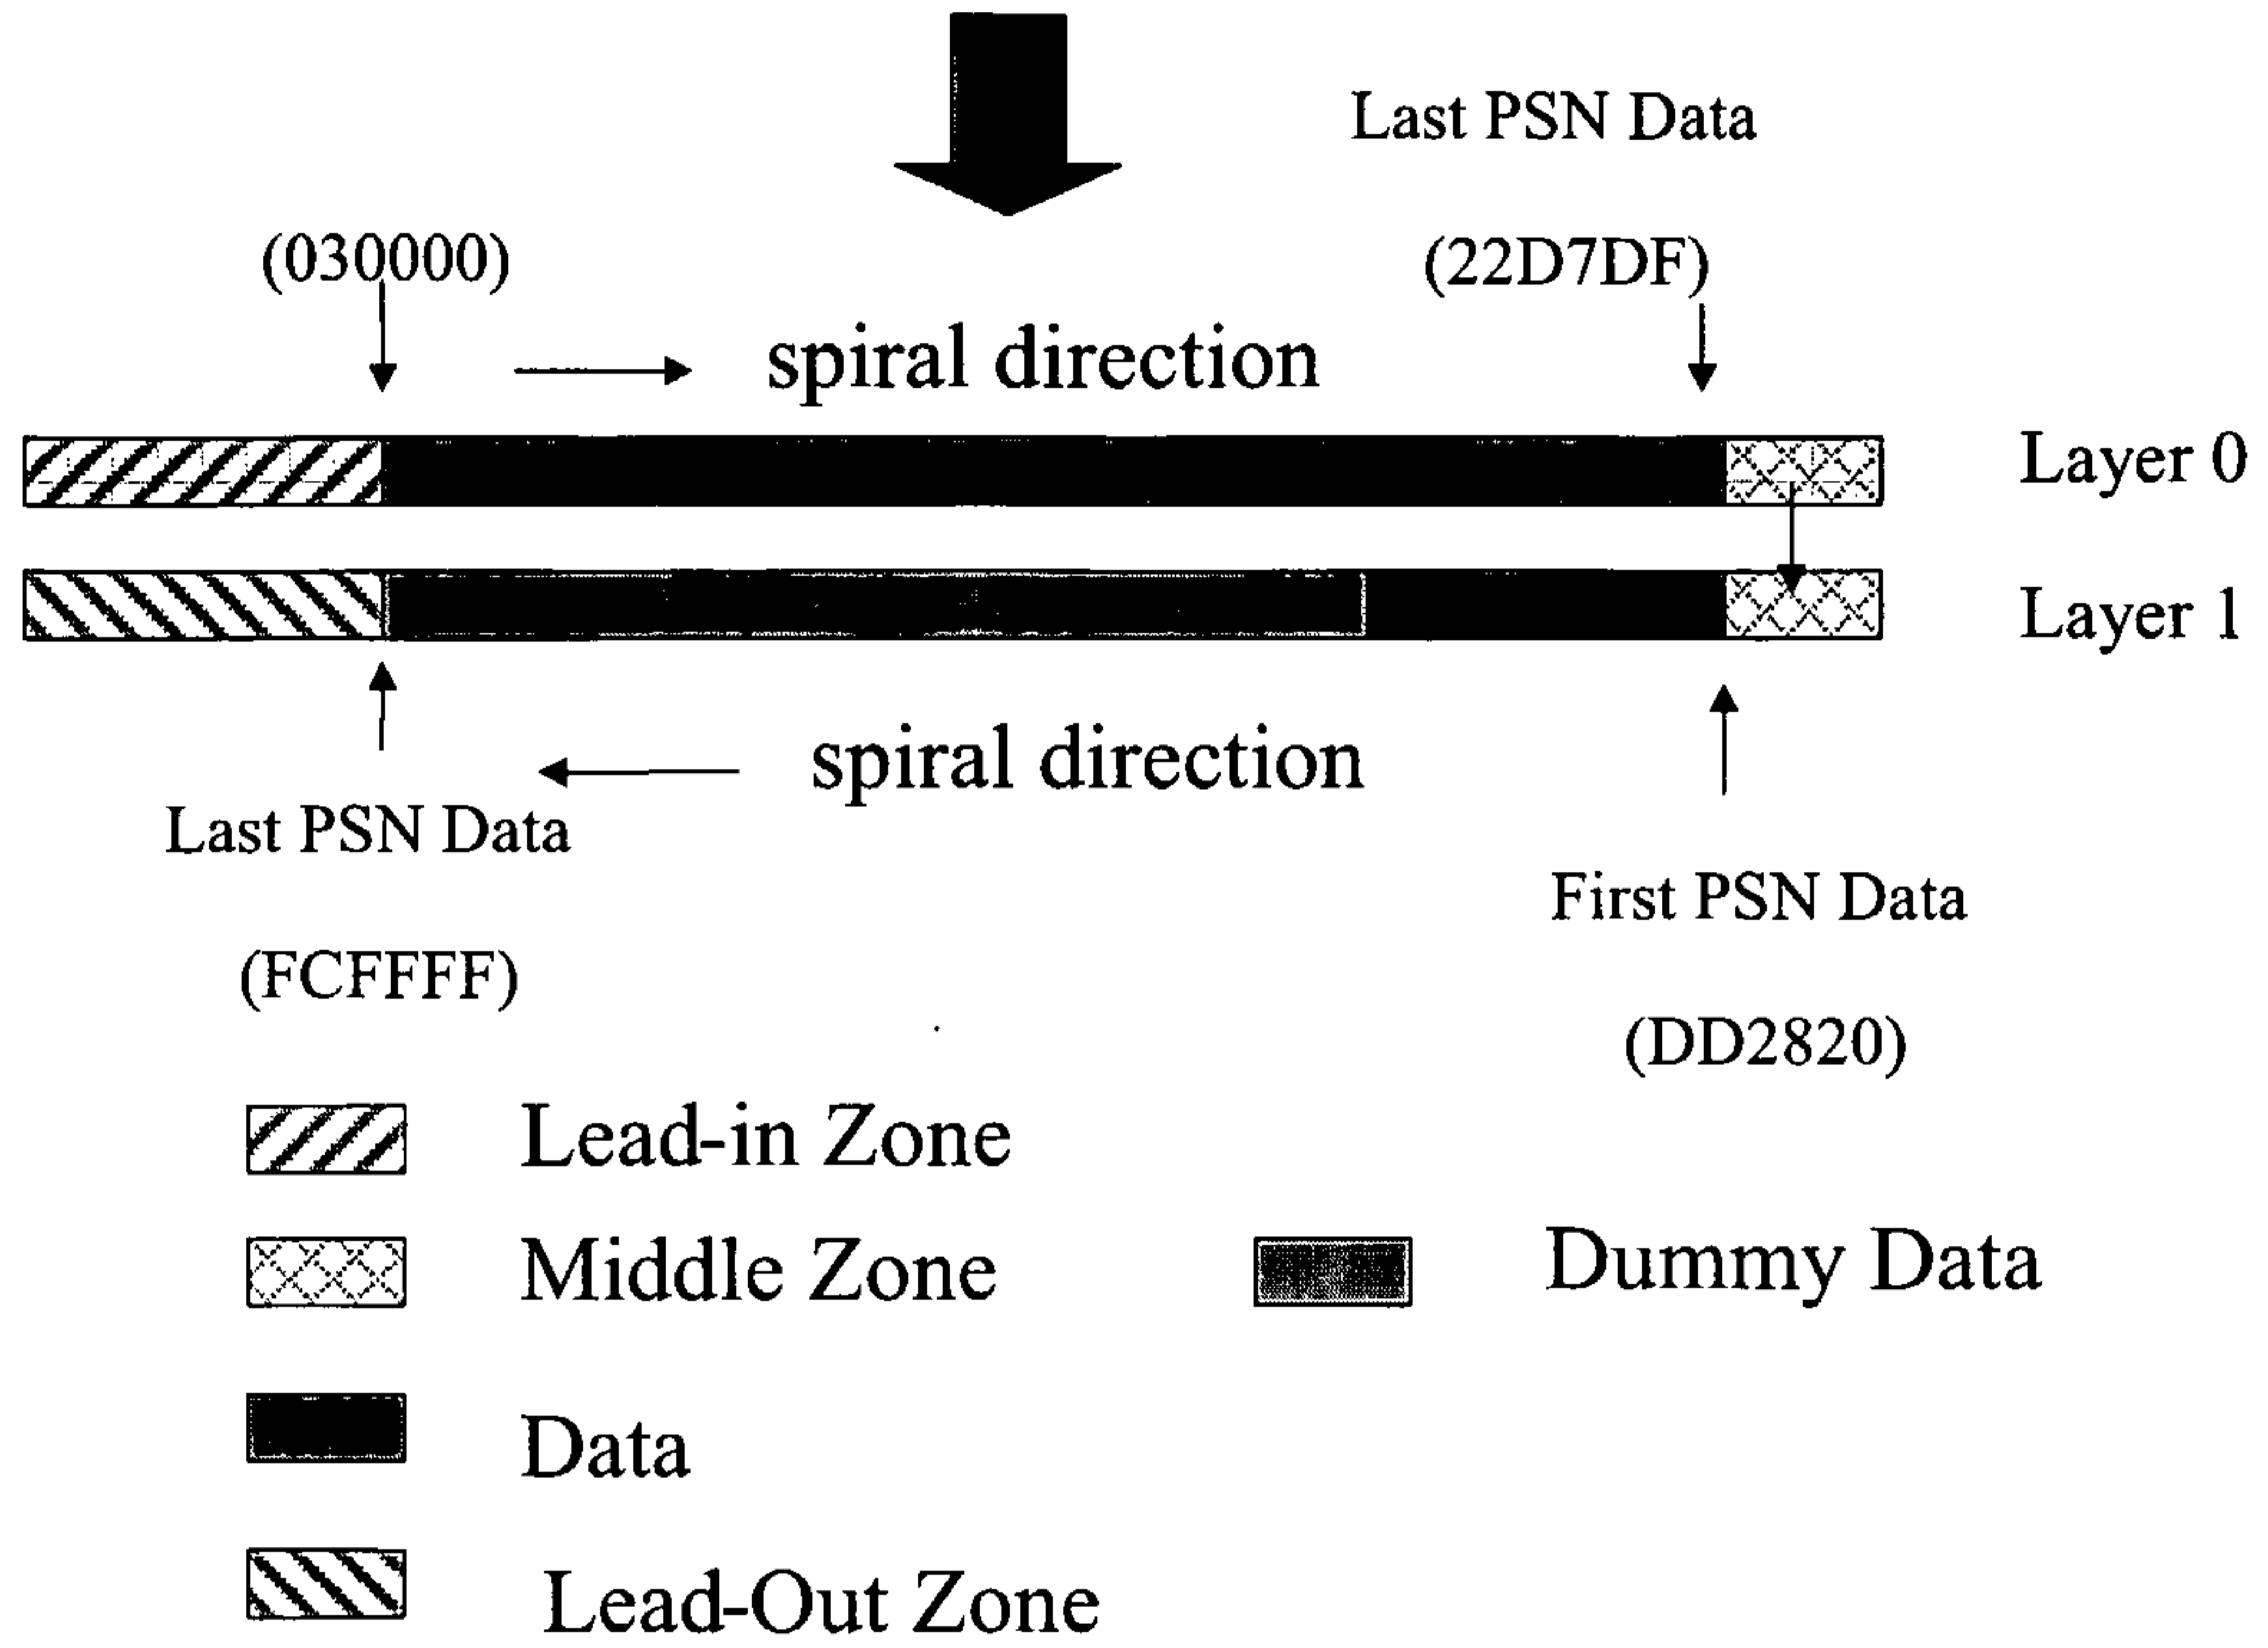 Last PSN Data
(030000)
(22D7DF)
spiral direction
Layer 0
Layer 1
spiral direction
Last PSN Data
First PSN Data
(FCFFFF)
(DD2820)
Lead-in Zone
Middle Zone
Dummy Data
Data
Lead-Out Zone